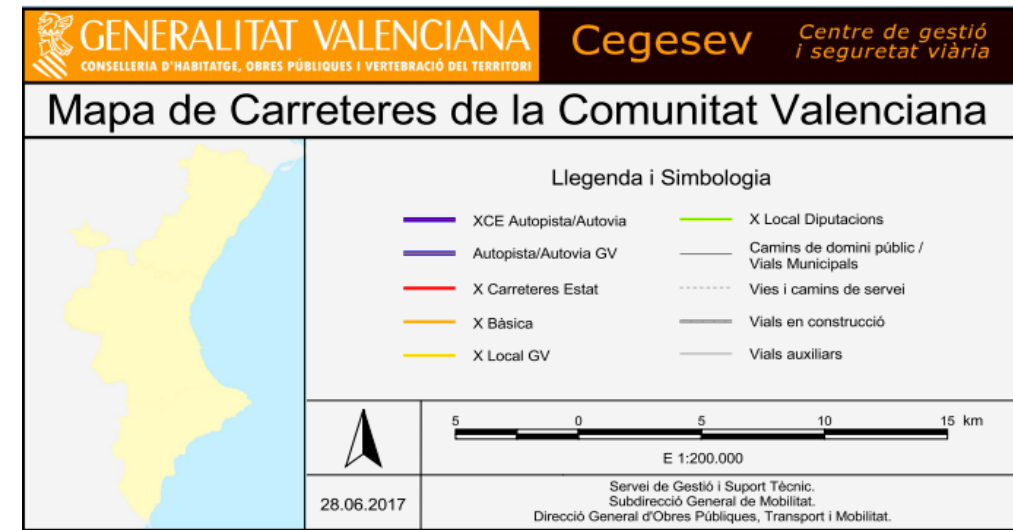 GENERALITAT VALENCIANA
CONSELLERIA D'HABITATGE, OBRES PÚBLIQUES I VERTEBRACIÓ DEL TERRITORI
Cegesev
Centre de gestió
i seguretat viària
Mapa de Carreteres de la Comunitat Valenciana
Llegenda i Simbologia
XCE Autopista/Autovia
Autopista/Autovia GV
X Carreteres Estat
X Bàsica
X Local GV
X Local Diputacions
Camins de domini públic /
Vials Municipals
Vies i camins de servei
Vials en construcció
Vials auxiliars
5 0 5 10 15 km
E 1:200.000
28.06.2017
Servei de Gestió i Suport Tècnic.
Subdirecció General de Mobilitat.
Direcció General d'Obres Públiques, Transport i Mobilitat.